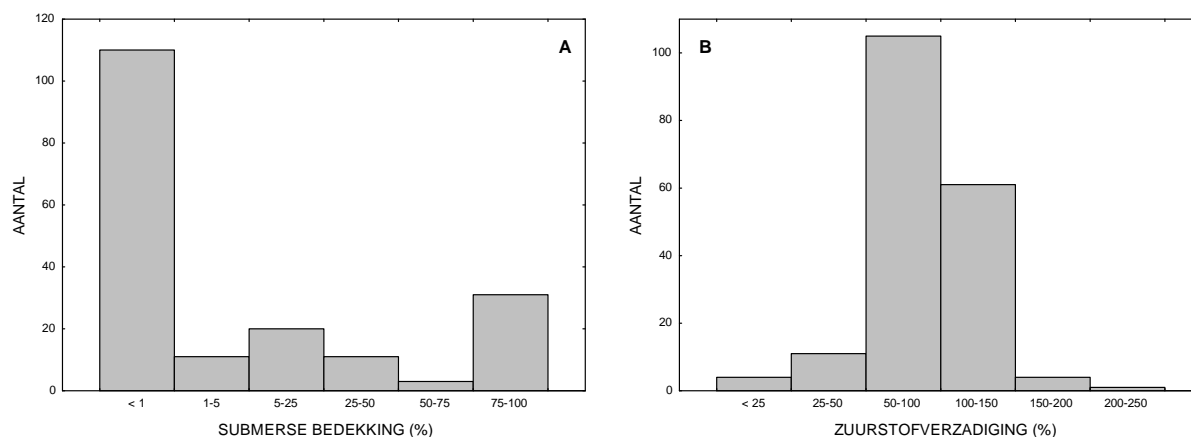 A
AANTAL
120
100
80
60
40
20
0
< 1 1-5 5-25 25-50 50-75 75-100
SUBMERSE BEDEKKING (%)
B
AANTAL
100
80
60
40
20
0
< 25 25-50 50-100 100-150 150-200 200-250
ZUURSTOFVERZADIGING (%)